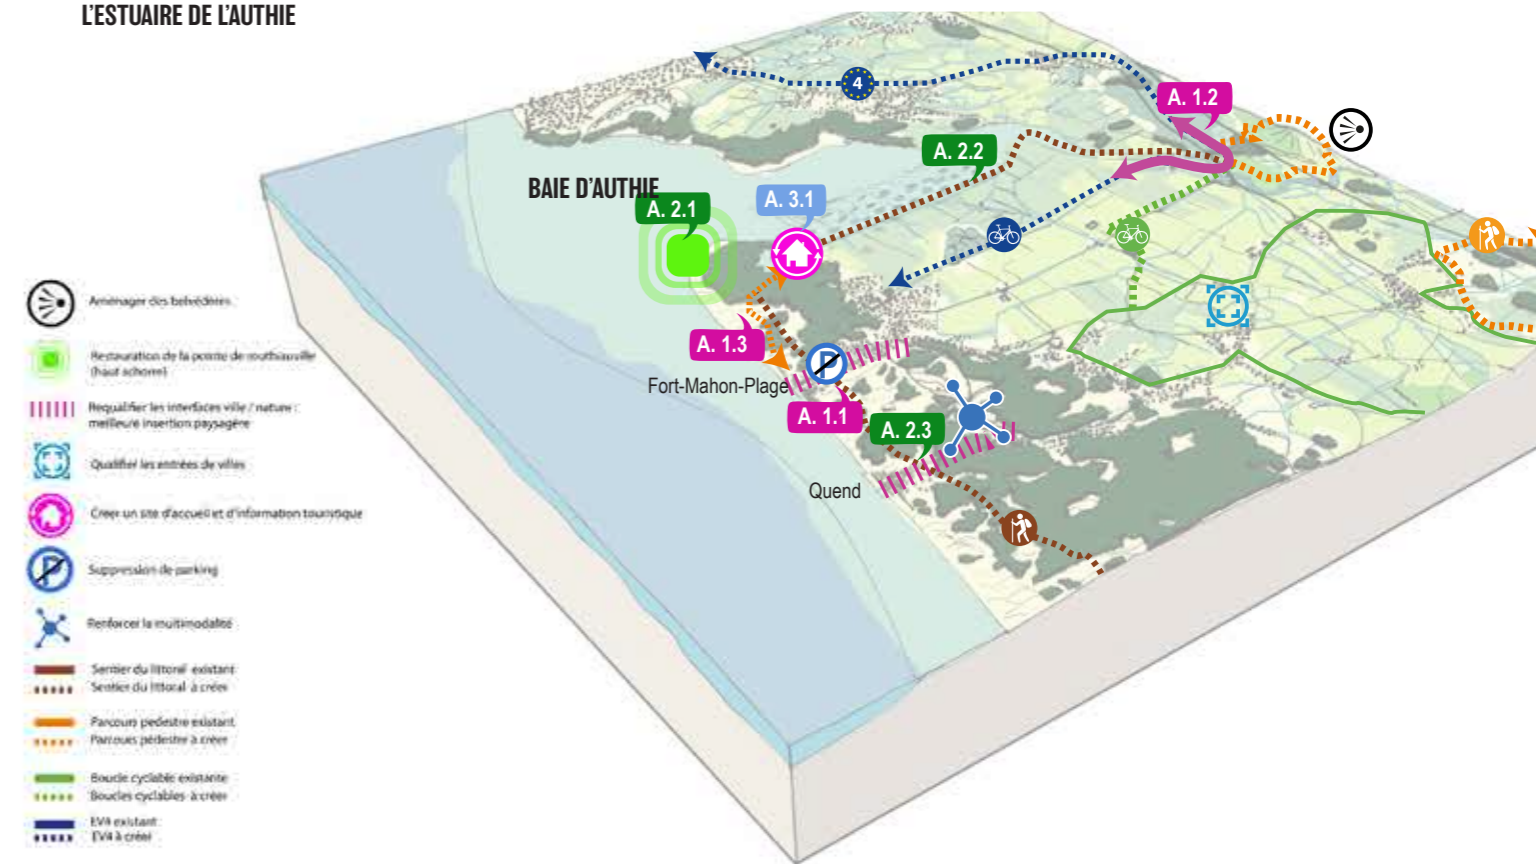 L'ESTUAIRE DE L'AUTHIE
4
A. 1.2
A. 2.2
BAIE D'AUTHIE
A. 2.1
A. 3.1
A. 1.3
P
Fort-Mahon-Plage
A. 1.1
A. 2.3
Quend
Aménager des belvédères
Restauration de la pointe de routhiauville
(haut schorre)
Requalifier les interfaces ville / nature :
meilleure insertion paysagère
Qualifier les entrées de villes
Créer un site d'accueil et d'information touristique
P
Suppression de parking
Renforcer la multimodalité
Sentier du littoral existant
Sentier du littoral à créer
Parcours pédestre existant
Parcours pédestre à créer
Boucle cyclable existante
Boucles cyclables à créer
EV4 existant
EV4 à créer